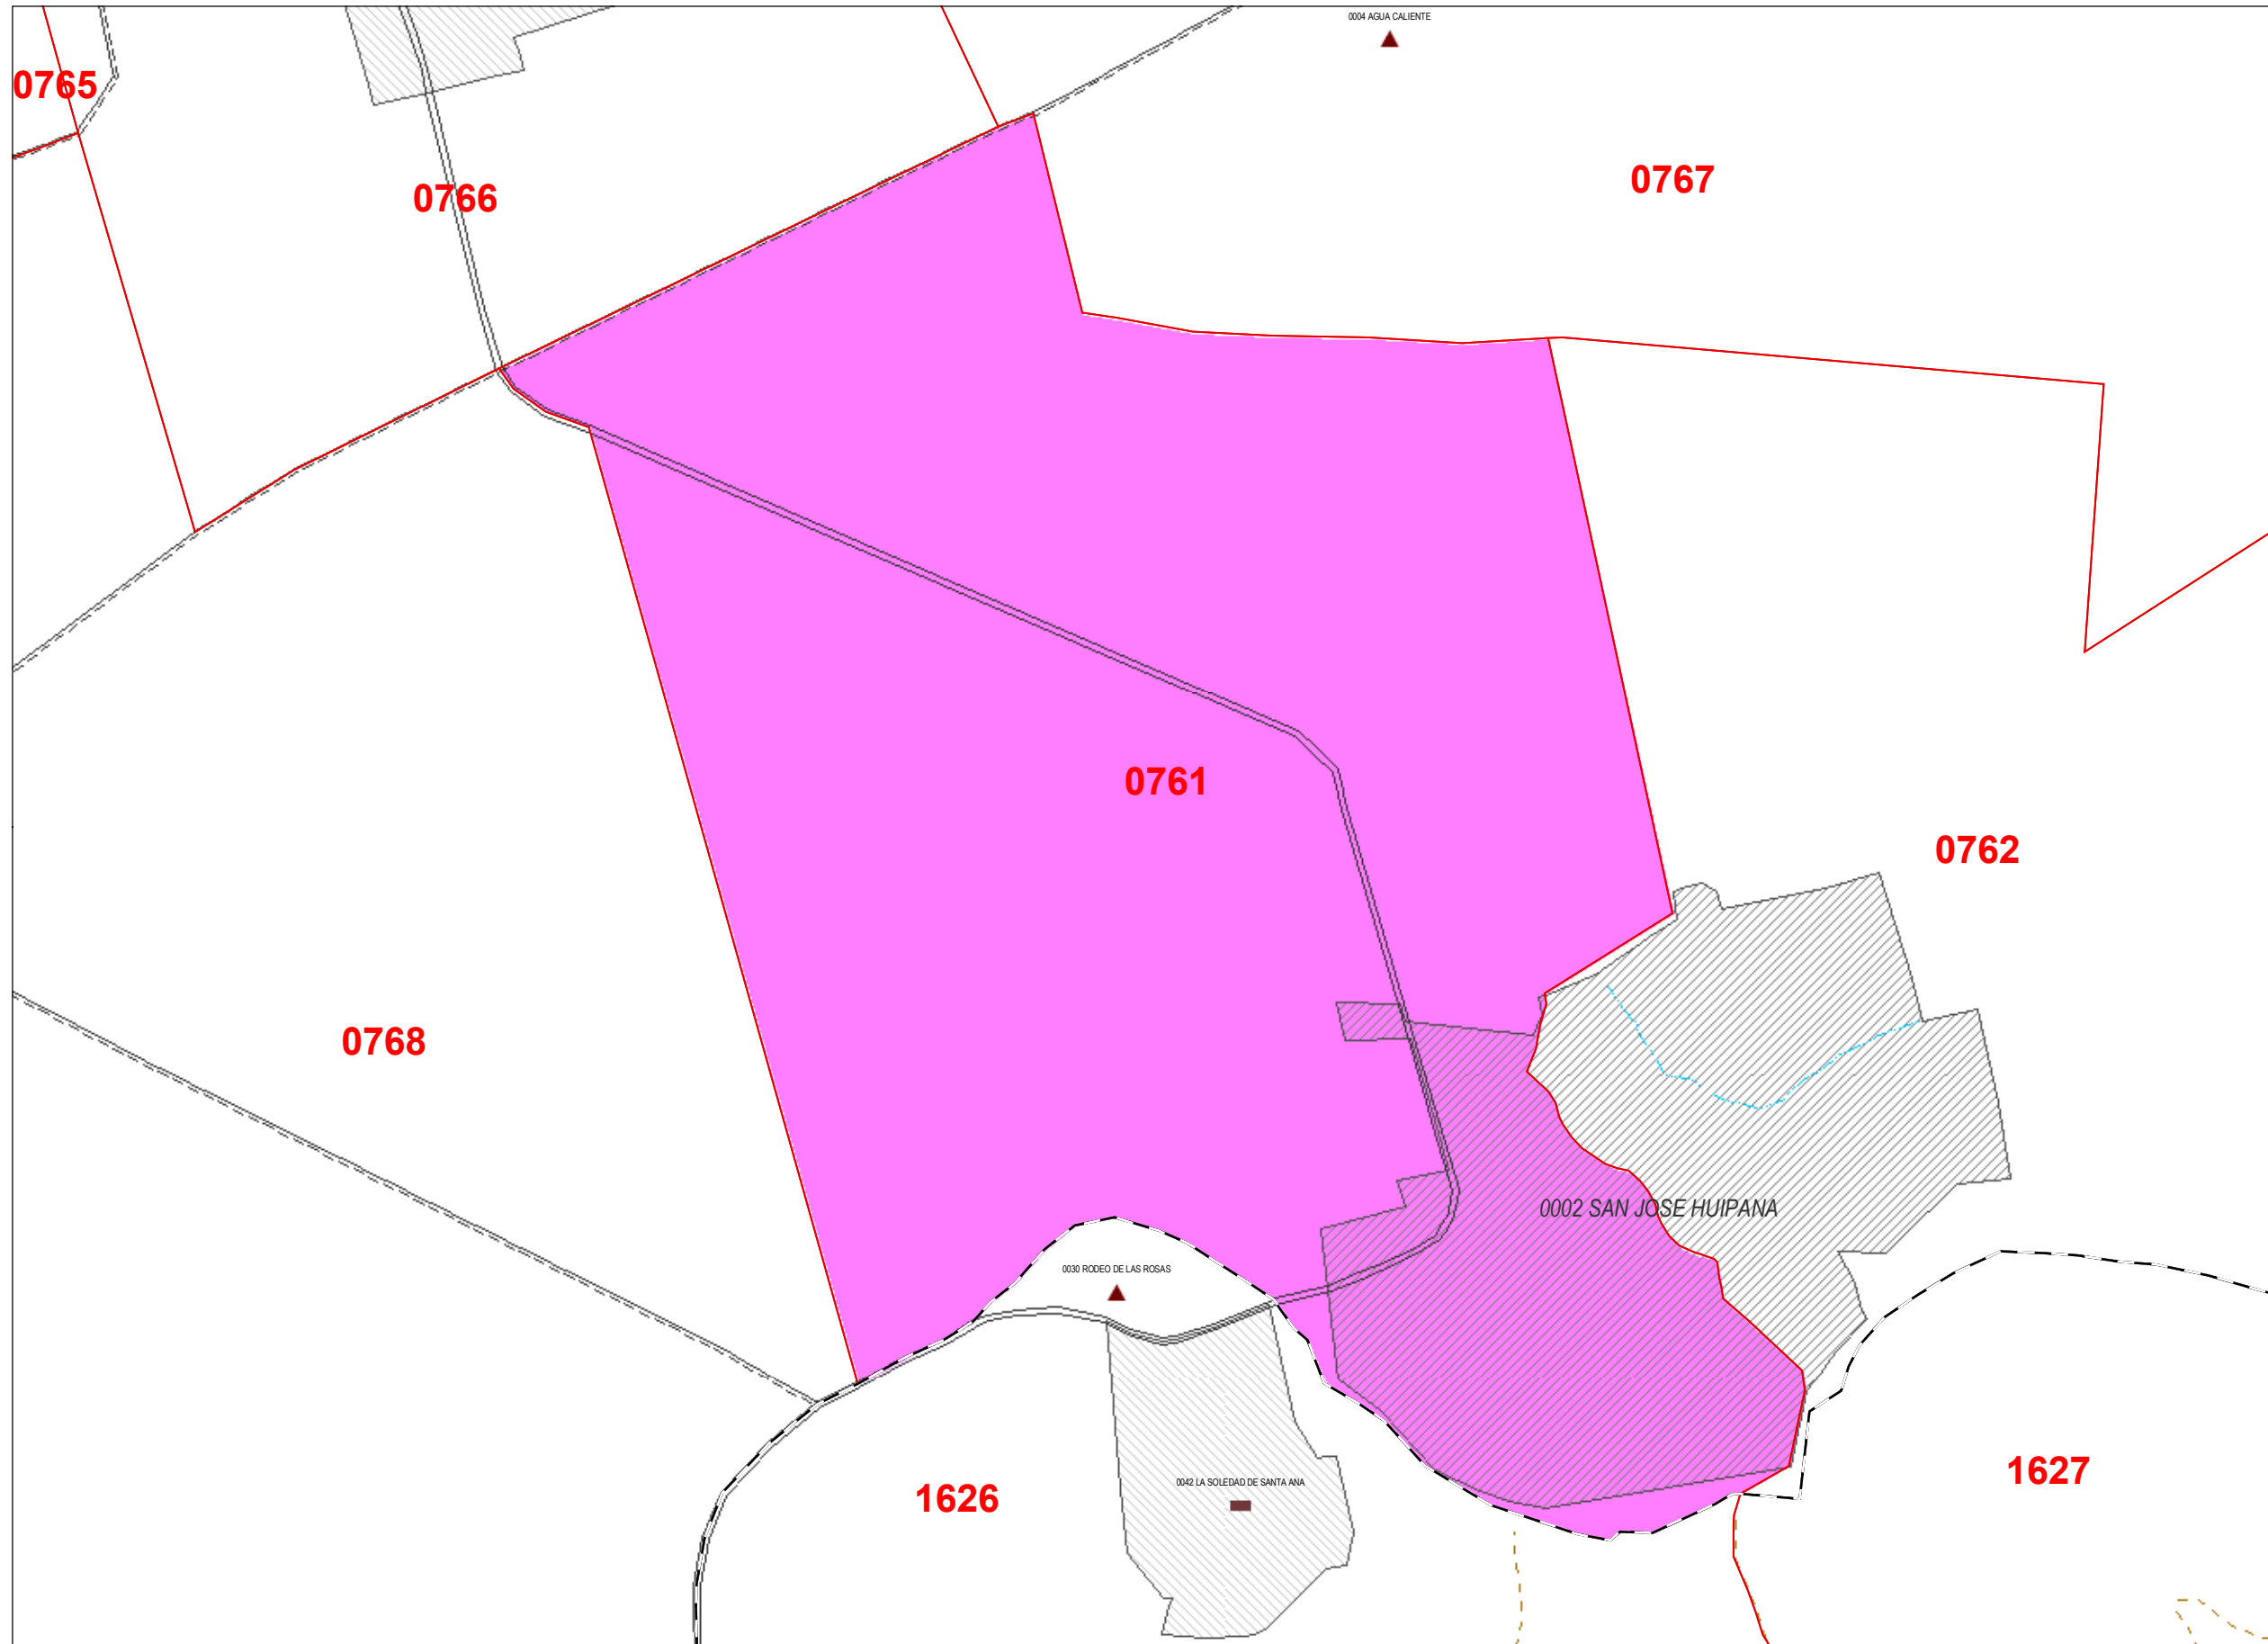 0004 AGUA CALIENTE
0765
0767
0766
0761
0762
0768
0002 SAN JOSE HUIPANA
0030 RODEO DE LAS ROSAS
1627
0042 LA SOLEDAD DE SANTA ANA
1626